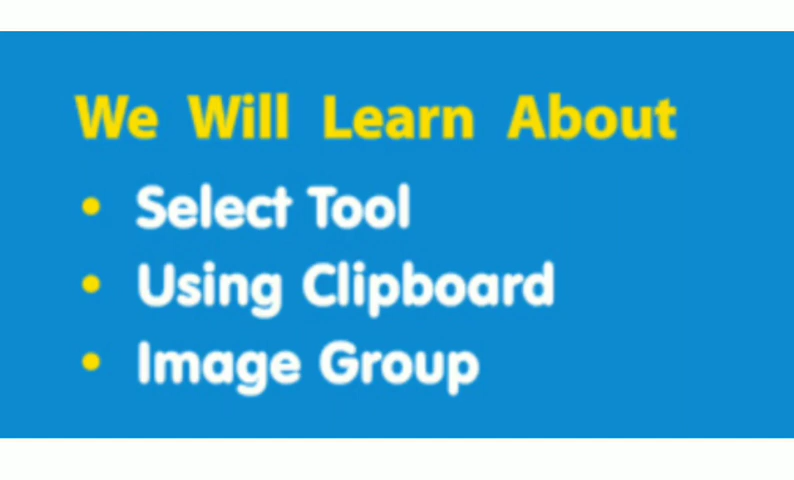 We Will Learn About
• Select Tool
• Using Clipboard
• Image Group